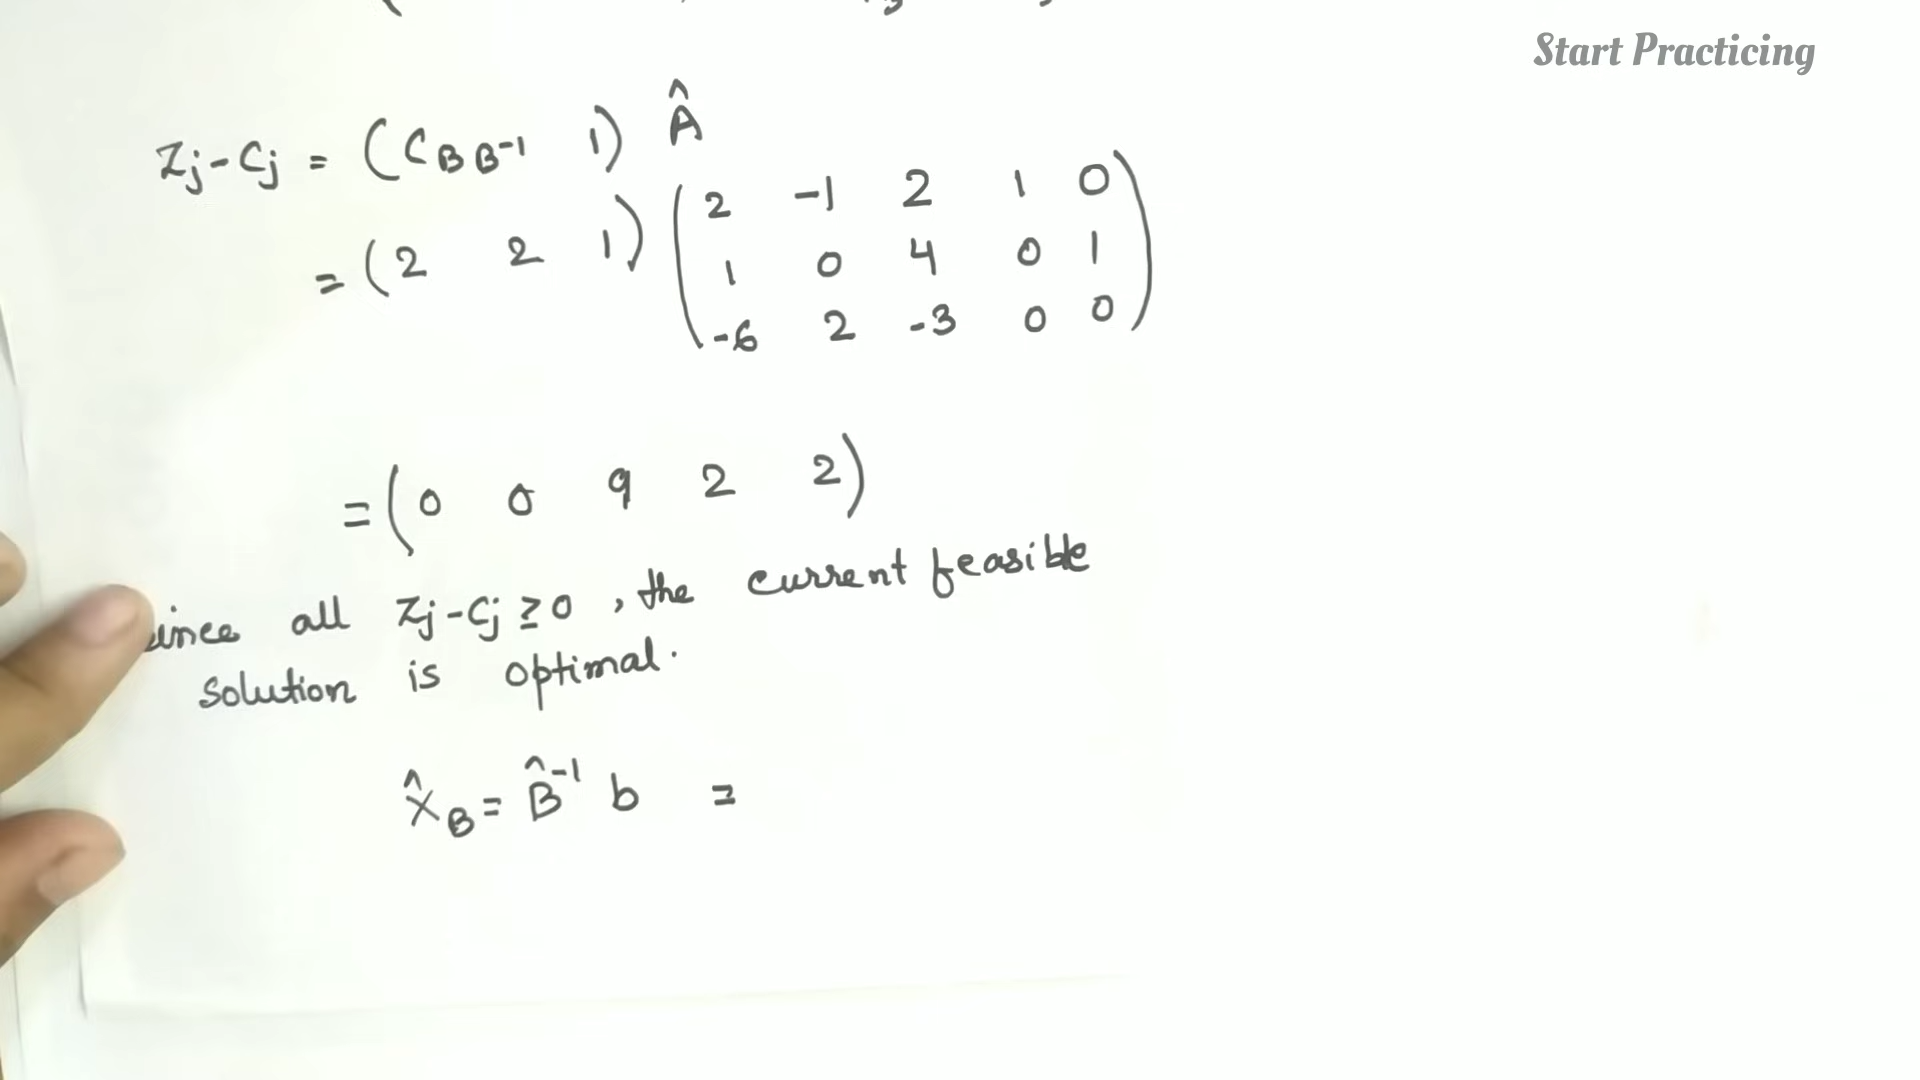 Start Practicing
Zj-Cj = (CB B-1 1) Â
= (2 2 1) (2 -1 2 1 0
1 0 4 0 1
-6 2 -3 0 0)
= (0 0 9 2 2)
all Zj-Cj ≥ 0, the current feasible
solution is optimal.
X̂B = B̂-1 b =